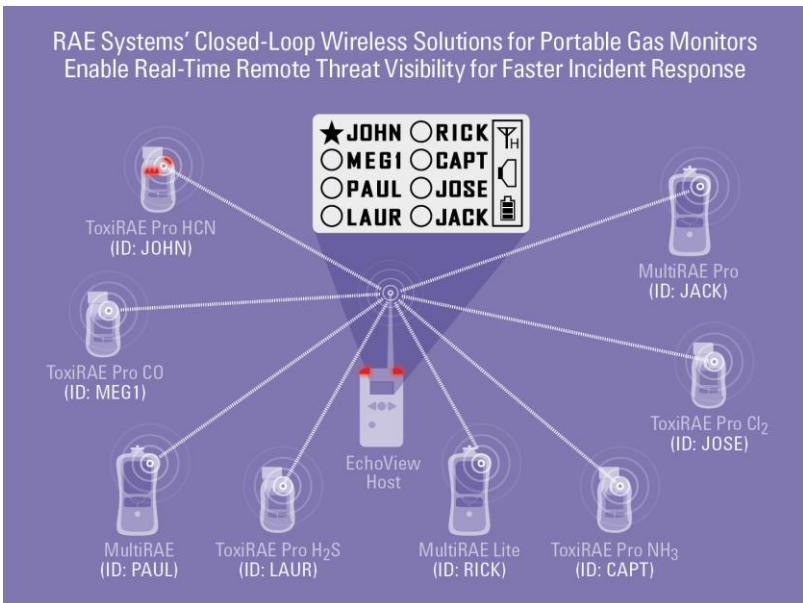 RAE Systems' Closed-Loop Wireless Solutions for Portable Gas Monitors
Enable Real-Time Remote Threat Visibility for Faster Incident Response
JOHN RICK
MEG1 CAPT
PAUL JOSE
LAUR JACK
H
ToxiRAE Pro HCN
(ID: JOHN)
MultiRAE Pro
(ID: JACK)
ToxiRAE Pro CO
(ID: MEG1)
ToxiRAE Pro Cl₂
(ID: JOSE)
EchoView
Host
MultiRAE
(ID: PAUL)
ToxiRAE Pro H₂S
(ID: LAUR)
MultiRAE Lite
(ID: RICK)
ToxiRAE Pro NH₃
(ID: CAPT)